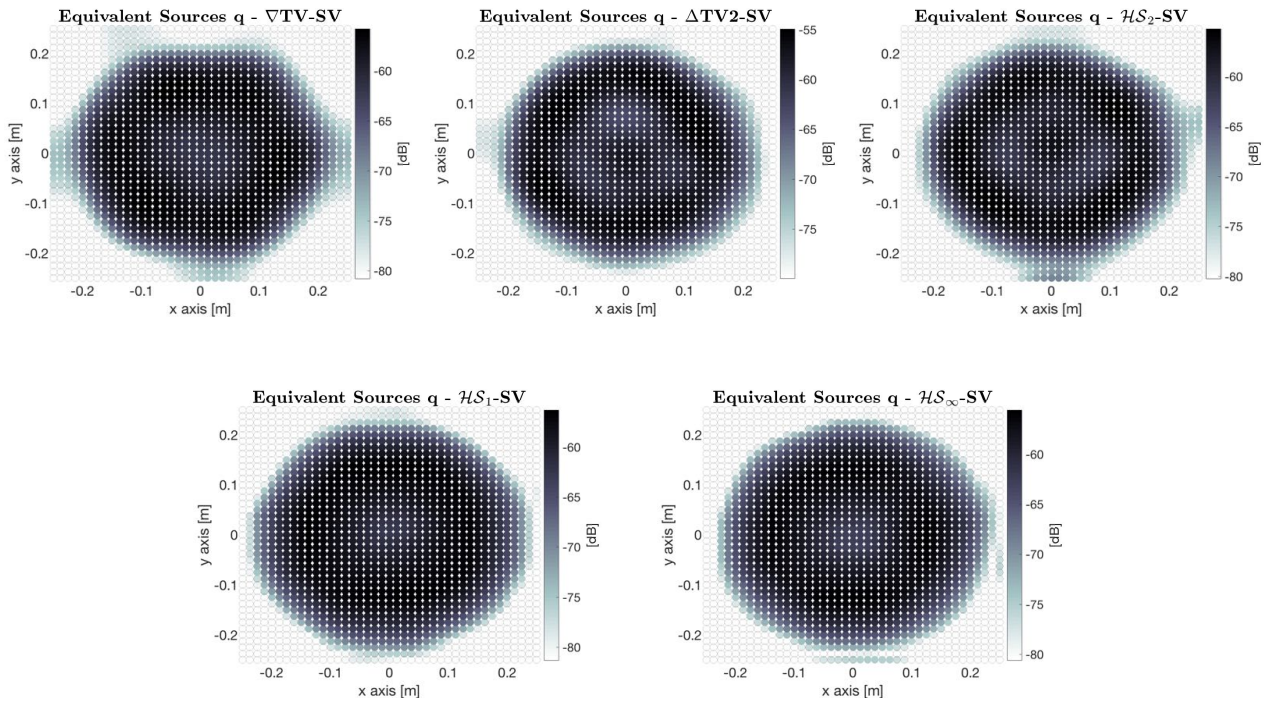 Equivalent Sources q - ∇TV-SV
0.2
0.1
0
-0.1
-0.2
y axis [m]
-0.2 -0.1 0 0.1 0.2
x axis [m]
-60
-65
-70
-75
-80
[dB]
Equivalent Sources q - ΔTV2-SV
0.2
0.1
0
-0.1
-0.2
y axis [m]
-0.2 -0.1 0 0.1 0.2
x axis [m]
-55
-60
-65
-70
-75
[dB]
Equivalent Sources q - 𝓗𝓢₂-SV
0.2
0.1
0
-0.1
-0.2
y axis [m]
-0.2 -0.1 0 0.1 0.2
x axis [m]
-60
-65
-70
-75
-80
[dB]
Equivalent Sources q - 𝓗𝓢₁-SV
0.2
0.1
0
-0.1
-0.2
y axis [m]
-0.2 -0.1 0 0.1 0.2
x axis [m]
-60
-65
-70
-75
-80
[dB]
Equivalent Sources q - 𝓗𝓢∞-SV
0.2
0.1
0
-0.1
-0.2
y axis [m]
-0.2 -0.1 0 0.1 0.2
x axis [m]
-60
-65
-70
-75
-80
[dB]